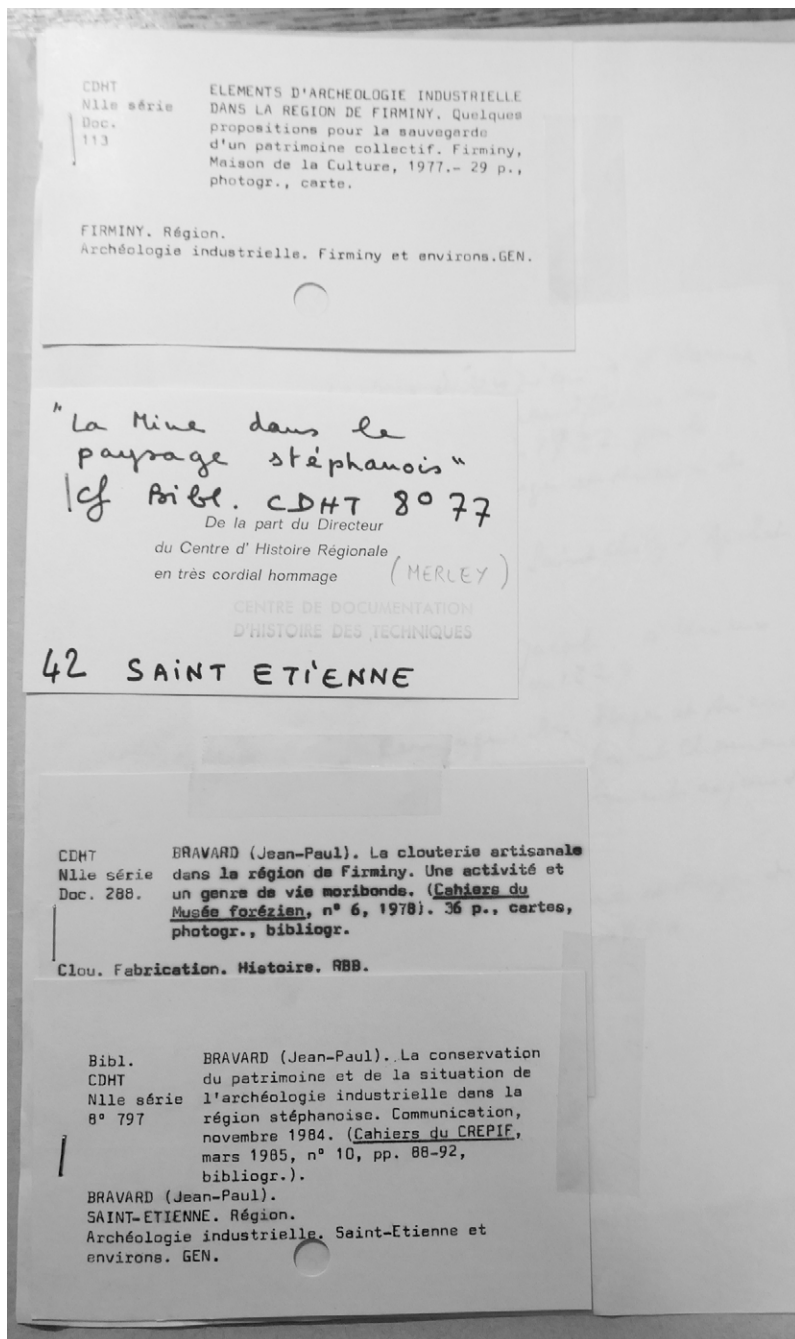 CDHT
Nlle série
Doc.
113
ELEMENTS D'ARCHEOLOGIE INDUSTRIELLE
DANS LA REGION DE FIRMINY. Quelques
propositions pour la sauvegarde
d'un patrimoine collectif. Firminy,
Maison de la Culture, 1977.- 29 p.,
photogr., carte.
FIRMINY. Région.
Archéologie industrielle. Firminy et environs.GEN.
"La Mine dans le
paysage stéphanois"
cf Bibl. CDHT 8° 77
De la part du Directeur
du Centre d'Histoire Régionale
en très cordial hommage (MERLEY)
CENTRE DE DOCUMENTATION
D'HISTOIRE DES TECHNIQUES
42 SAINT ETIENNE
CDHT
Nlle série
Doc. 288.
BRAVARD (Jean-Paul). La clouterie artisanale
dans la région de Firminy. Une activité et
un genre de vie moribonde. (Cahiers du
Musée forézien, n° 6, 1978). 36 p., cartes,
photogr., bibliogr.
Clou. Fabrication. Histoire. RBB.
Bibl.
CDHT
Nlle série
8° 797
BRAVARD (Jean-Paul). La conservation
du patrimoine et de la situation de
l'archéologie industrielle dans la
région stéphanoise. Communication,
novembre 1984. (Cahiers du CREPIF,
mars 1985, n° 10, pp. 88-92,
bibliogr.).
BRAVARD (Jean-Paul).
SAINT-ETIENNE. Région.
Archéologie industrielle. Saint-Etienne et
environs. GEN.